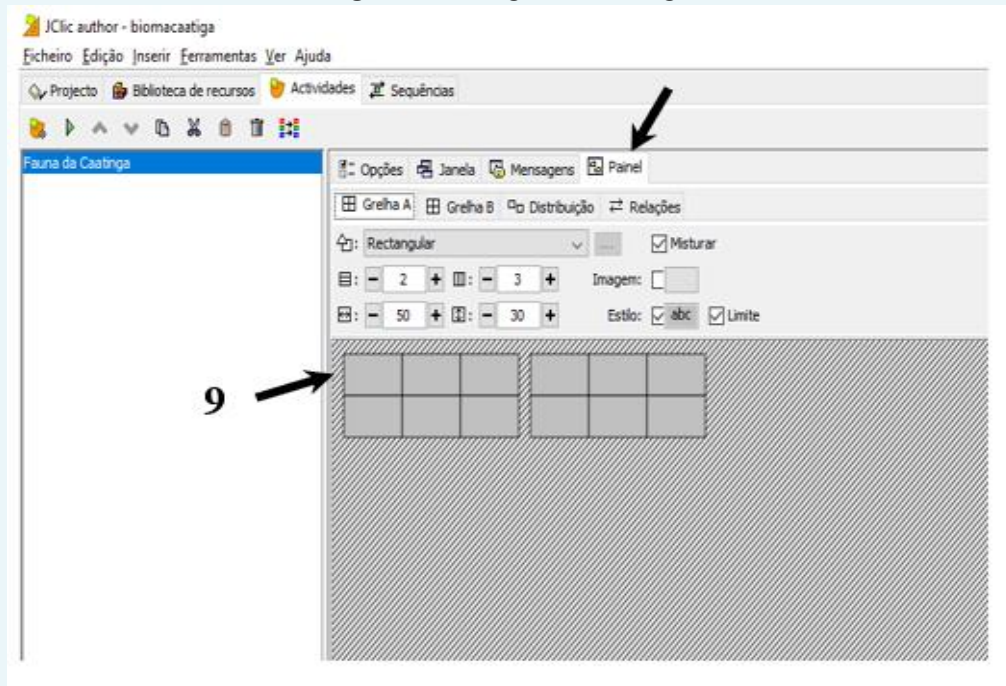 JClic author - biomacaatiga
Ficheiro Edição Inserir Ferramentas Ver Ajuda
Projecto Biblioteca de recursos Actividades Sequências
Fauna da Caatinga
Opções Janela Mensagens Painel
Grelha A Grelha B Distribuição Relações
: Rectangular ... Misturar
: - 2 + : - 3 + Imagem:
: - 50 + : - 30 + Estilo: abc Limite
9